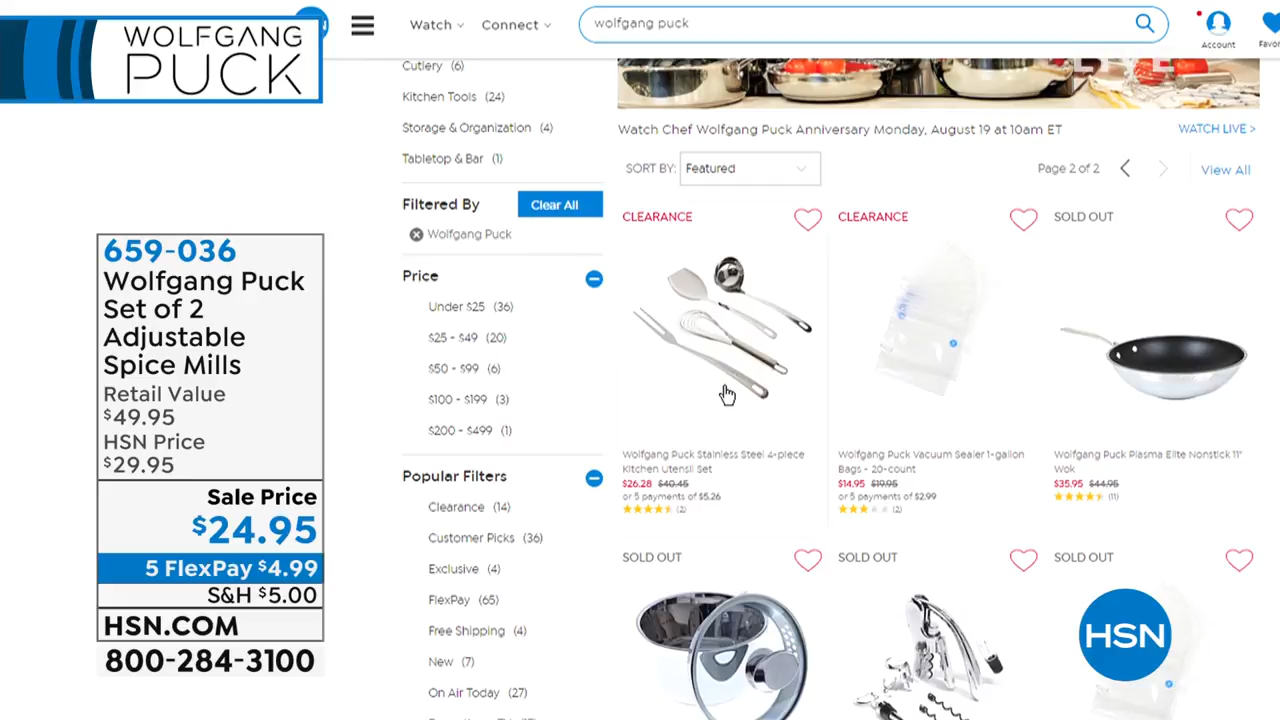 WOLFGANG
PUCK
659-036
Wolfgang Puck
Set of 2
Adjustable
Spice Mills
Retail Value
$49.95
HSN Price
$29.95
Sale Price
$24.95
5 FlexPay $4.99
S&H $5.00
HSN.COM
800-284-3100
Watch
Connect
wolfgang puck
Account
Cutlery (6)
Kitchen Tools (24)
Storage & Organization (4)
Tabletop & Bar (1)
Filtered By
Clear All
Wolfgang Puck
Price
Under $25 (36)
$25 - $49 (20)
$50 - $99 (6)
$100 - $199 (3)
$200 - $499 (1)
Popular Filters
Clearance (14)
Customer Picks (36)
Exclusive (4)
FlexPay (65)
Free Shipping (4)
New (7)
On Air Today (27)
LIVE
Watch Chef Wolfgang Puck Anniversary Monday, August 19 at 10am ET
WATCH LIVE >
SORT BY: Featured
Page 2 of 2
View All
CLEARANCE
Wolfgang Puck Stainless Steel 4-piece
Kitchen Utensil Set
$26.28 $40.45
or 5 payments of $5.26
(2)
CLEARANCE
Wolfgang Puck Vacuum Sealer 1-gallon
Bags - 20-count
$14.95 $19.95
or 5 payments of $2.99
(2)
SOLD OUT
Wolfgang Puck Plasma Elite Nonstick 11"
Wok
$35.95 $44.95
(11)
SOLD OUT
SOLD OUT
SOLD OUT
HSN